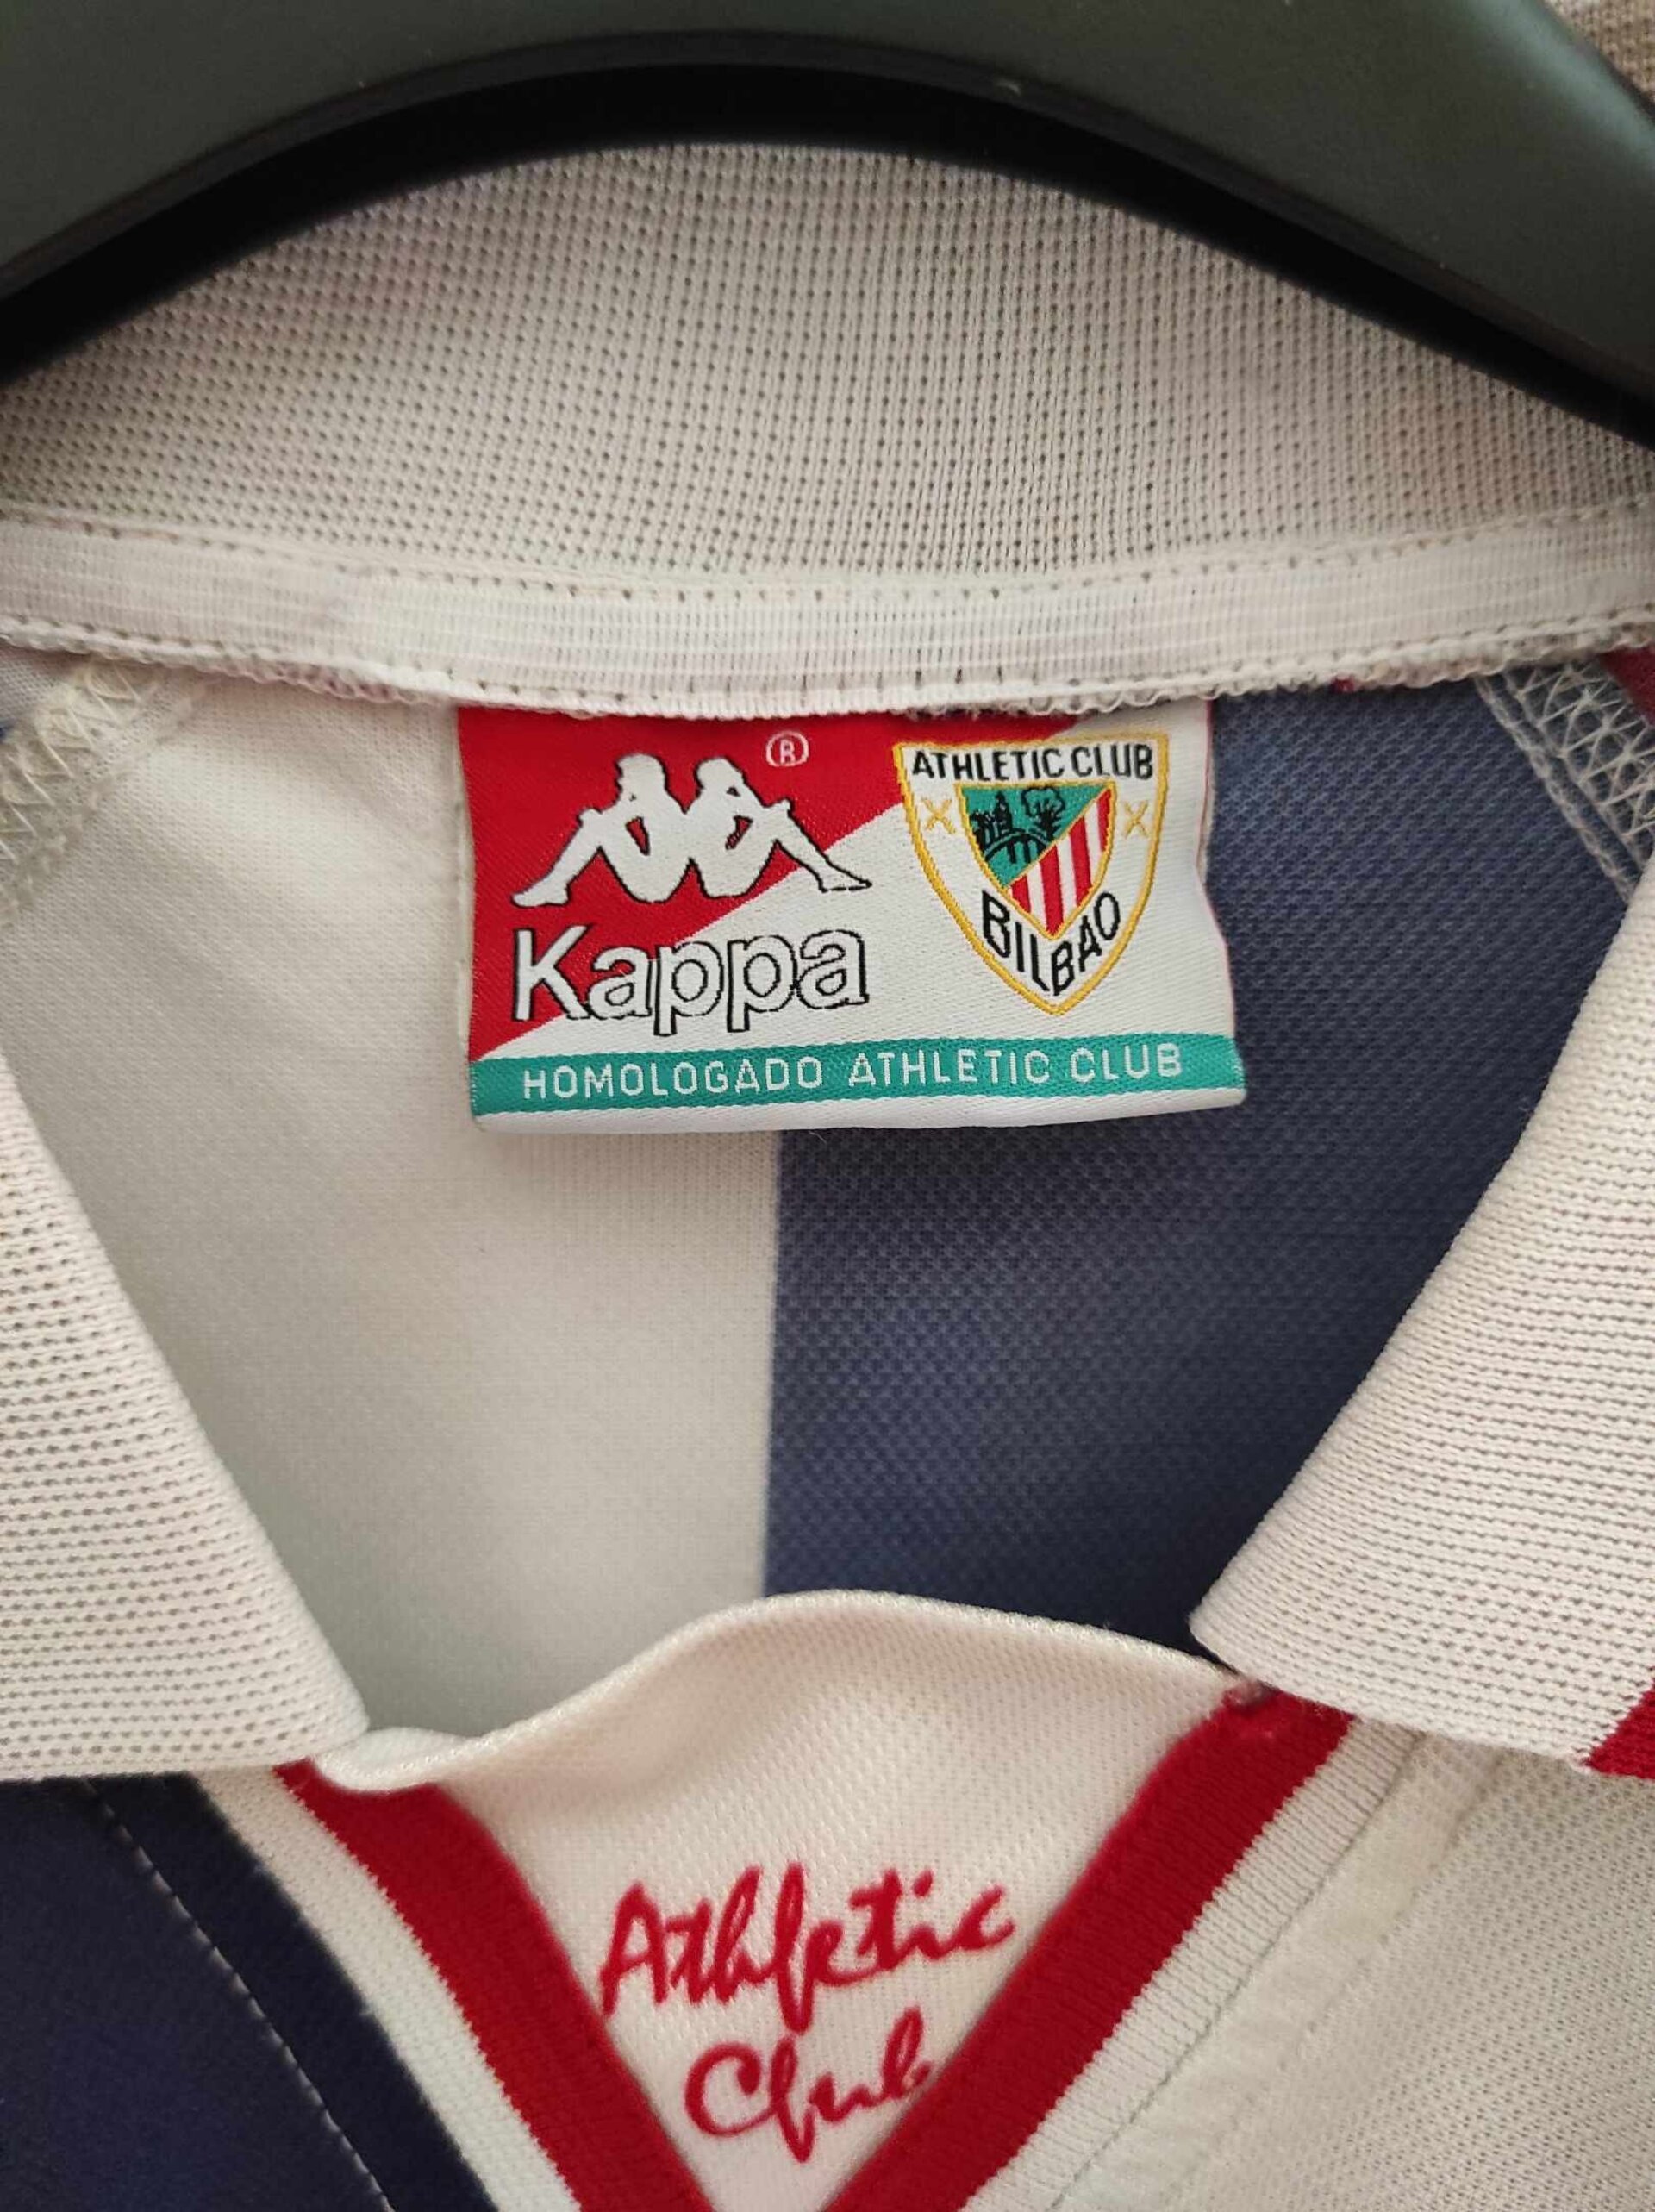 ®
Kappa
ATHLETIC CLUB
BILBAO
HOMOLOGADO ATHLETIC CLUB
Athletic
Club